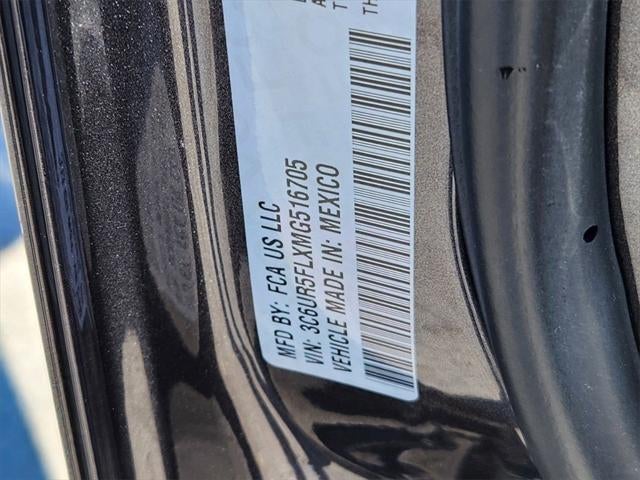 MFD BY: FCA US LLC
VIN: 3C6UR5FLXMG516705
VEHICLE MADE IN: MEXICO